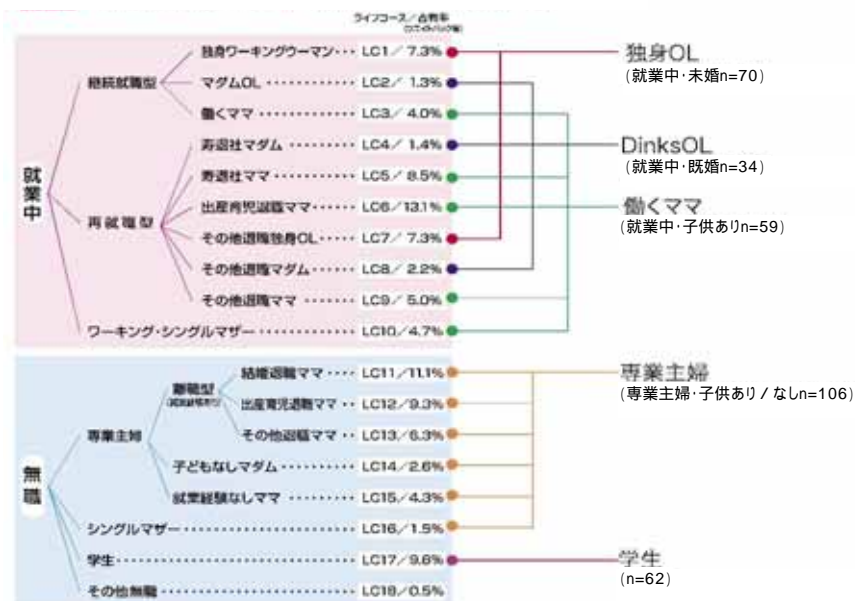 ライフコース／占有率
独身ワーキングウーマン… LC1／7.3%
マダムOL………… LC2／1.3%
働くママ………… LC3／4.0%
継続就職型
寿退社マダム……… LC4／1.4%
寿退社ママ……… LC5／8.5%
出産育児退職ママ…… LC6／13.1%
その他退職独身OL…… LC7／7.3%
その他退職マダム…… LC8／2.2%
その他退職ママ……… LC9／5.0%
再就職型
ワーキング・シングルマザー………… LC10／4.7%
就業中
結婚退職ママ…… LC11／11.1%
出産育児退職ママ‥ LC12／9.3%
その他退職ママ‥ LC13／6.3%
離職型
子どもなしマダム………… LC14／2.6%
就業経験なしママ……… LC15／4.3%
専業主婦
シングルマザー……………… LC16／1.5%
学生……………………… LC17／9.6%
その他無職………………… LC18／0.5%
無職
独身OL
(就業中・未婚n=70)
DinksOL
(就業中・既婚n=34)
働くママ
(就業中・子供ありn=59)
専業主婦
(専業主婦・子供あり / なしn=106)
学生
(n=62)